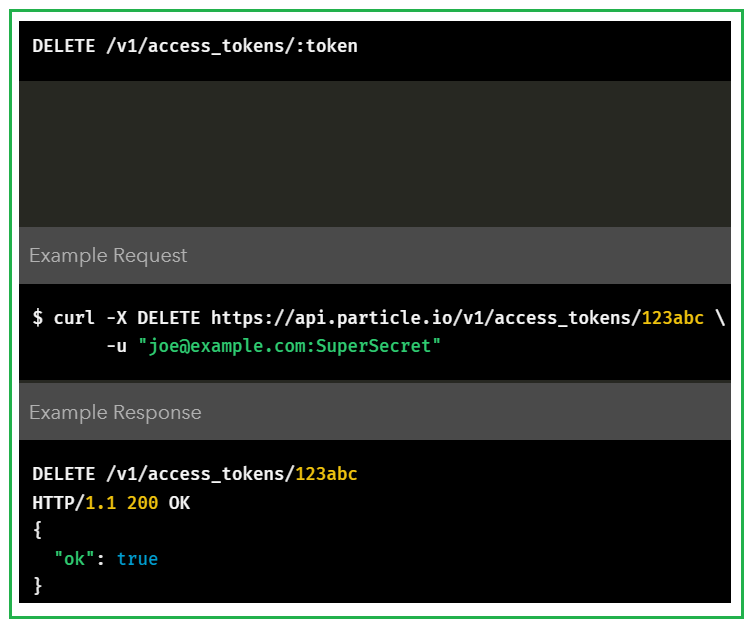 DELETE /v1/access_tokens/:token
Example Request
$ curl -X DELETE https://api.particle.io/v1/access_tokens/123abc \
-u "joe@example.com:SuperSecret"
Example Response
DELETE /v1/access_tokens/123abc
HTTP/1.1 200 OK
{
"ok": true
}